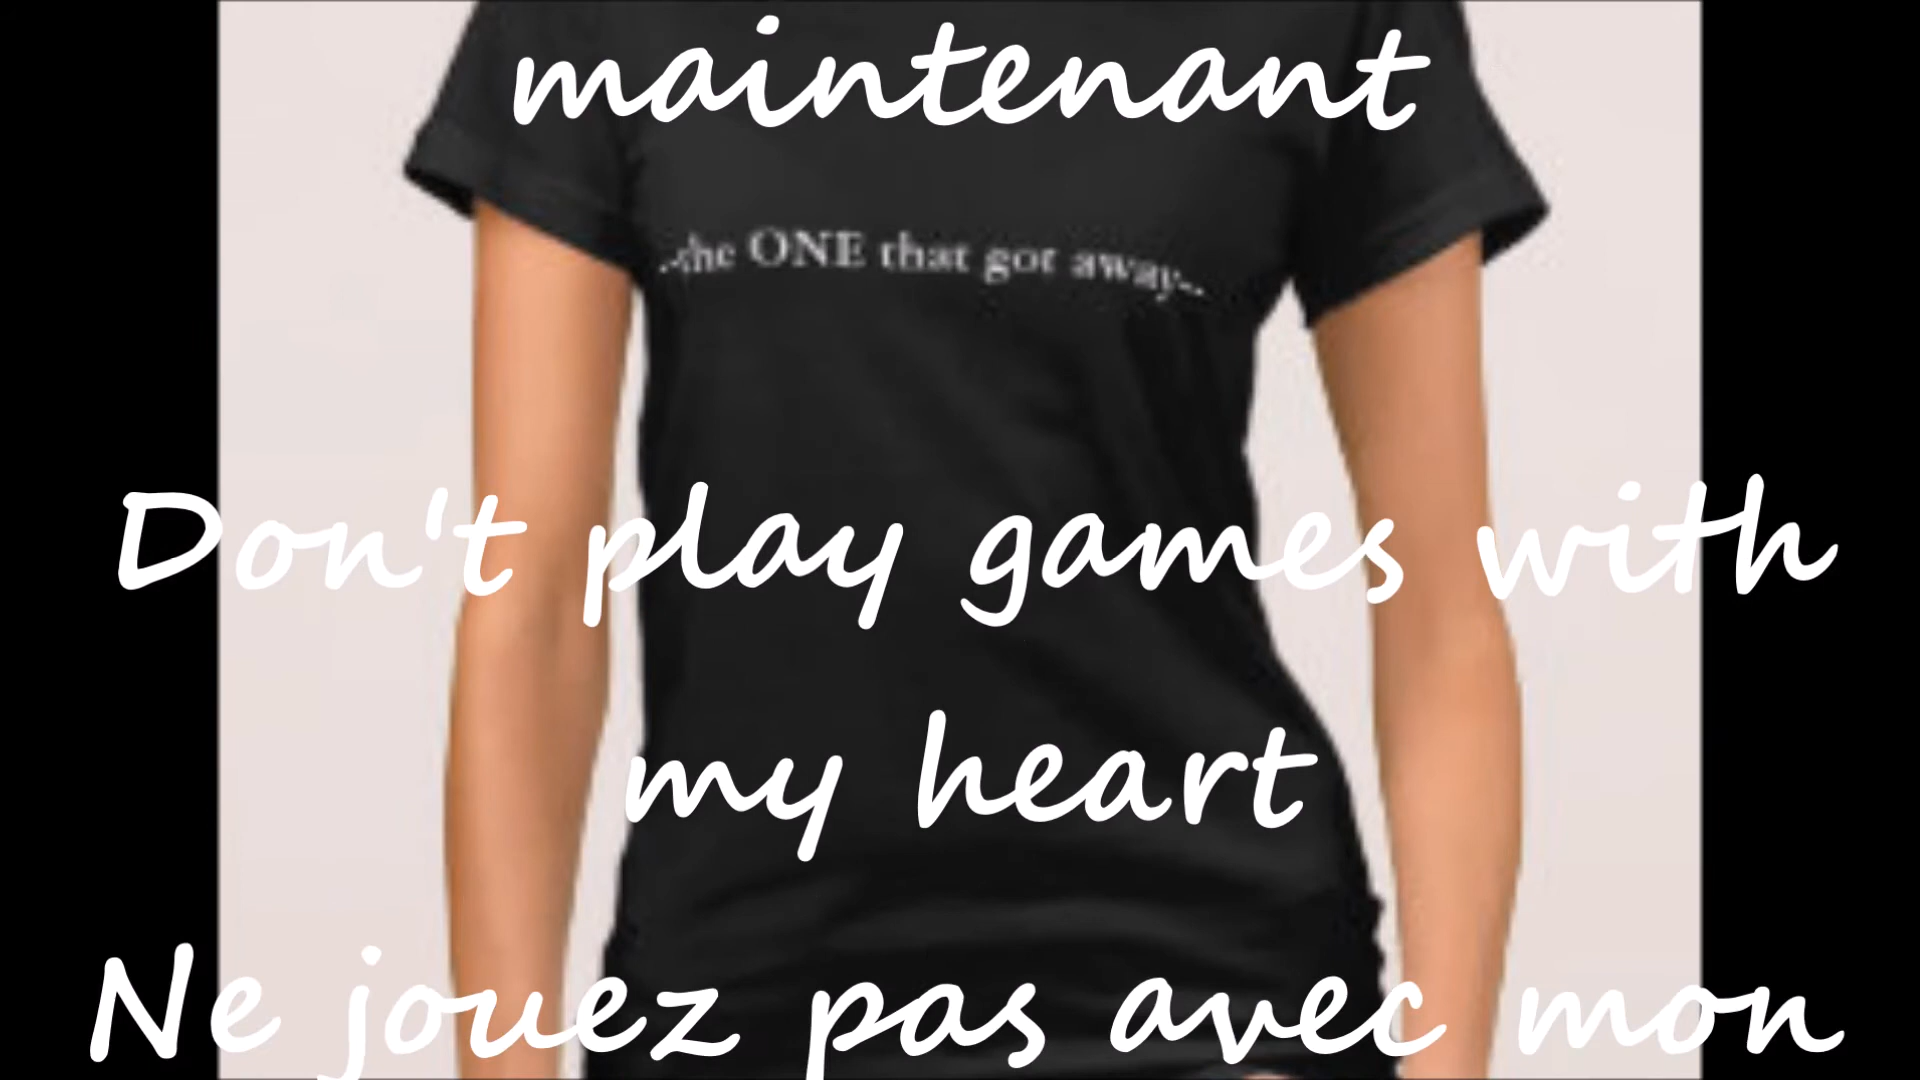 maintenant
..the ONE that got away...
Don't play games with
my heart
Ne jouez pas avec mon